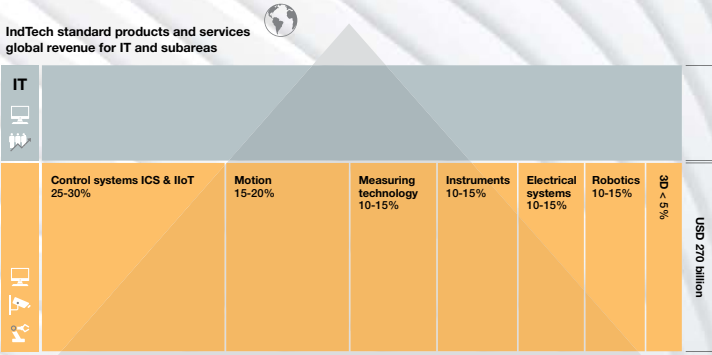 IndTech standard products and services
global revenue for IT and subareas
IT
Control systems ICS & IIoT
25-30%
Motion
15-20%
Measuring
technology
10-15%
Instruments
10-15%
Electrical
systems
10-15%
Robotics
10-15%
3D < 5%
USD 270 billion